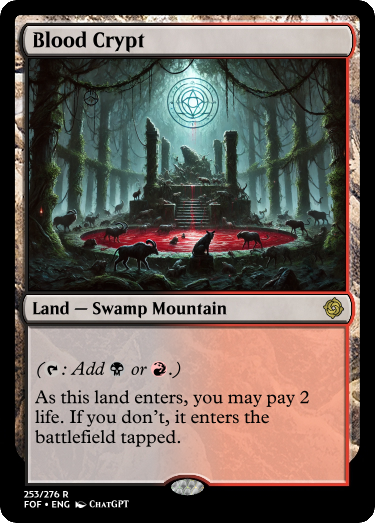 Blood Crypt
Land — Swamp Mountain
(: Add or .)
As this land enters, you may pay 2
life. If you don't, it enters the
battlefield tapped.
253/276 R
FOF • ENG ChatGPT